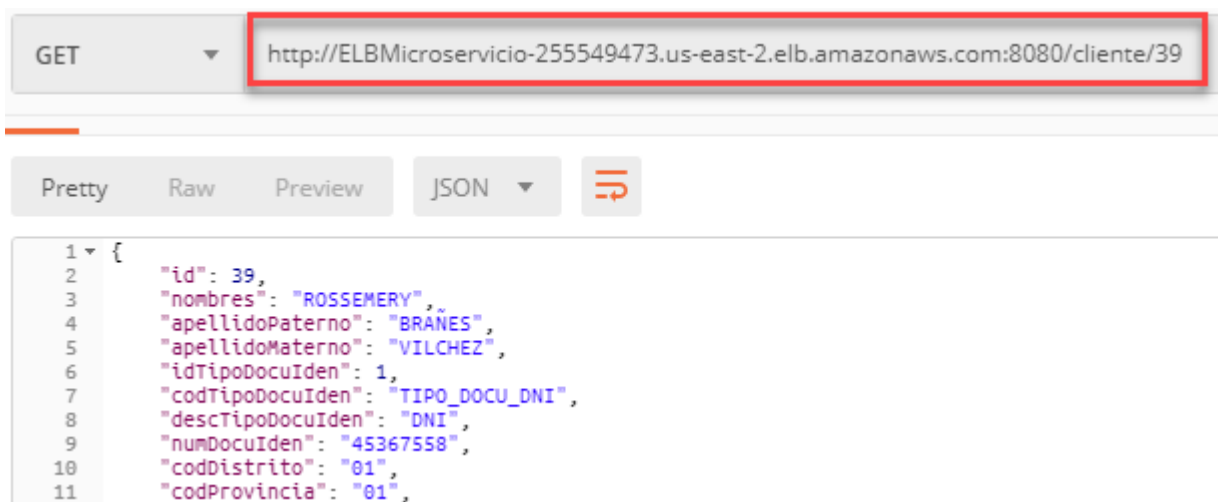 GET http://ELBMicroservicio-255549473.us-east-2.elb.amazonaws.com:8080/cliente/39
Pretty Raw Preview JSON
1 {
2 "id": 39,
3 "nombres": "ROSSEMERY",
4 "apellidoPaterno": "BRAÑES",
5 "apellidoMaterno": "VILCHEZ",
6 "idTipoDocuIden": 1,
7 "codTipoDocuIden": "TIPO_DOCU_DNI",
8 "descTipoDocuIden": "DNI",
9 "numDocuIden": "45367558",
10 "codDistrito": "01",
11 "codProvincia": "01",